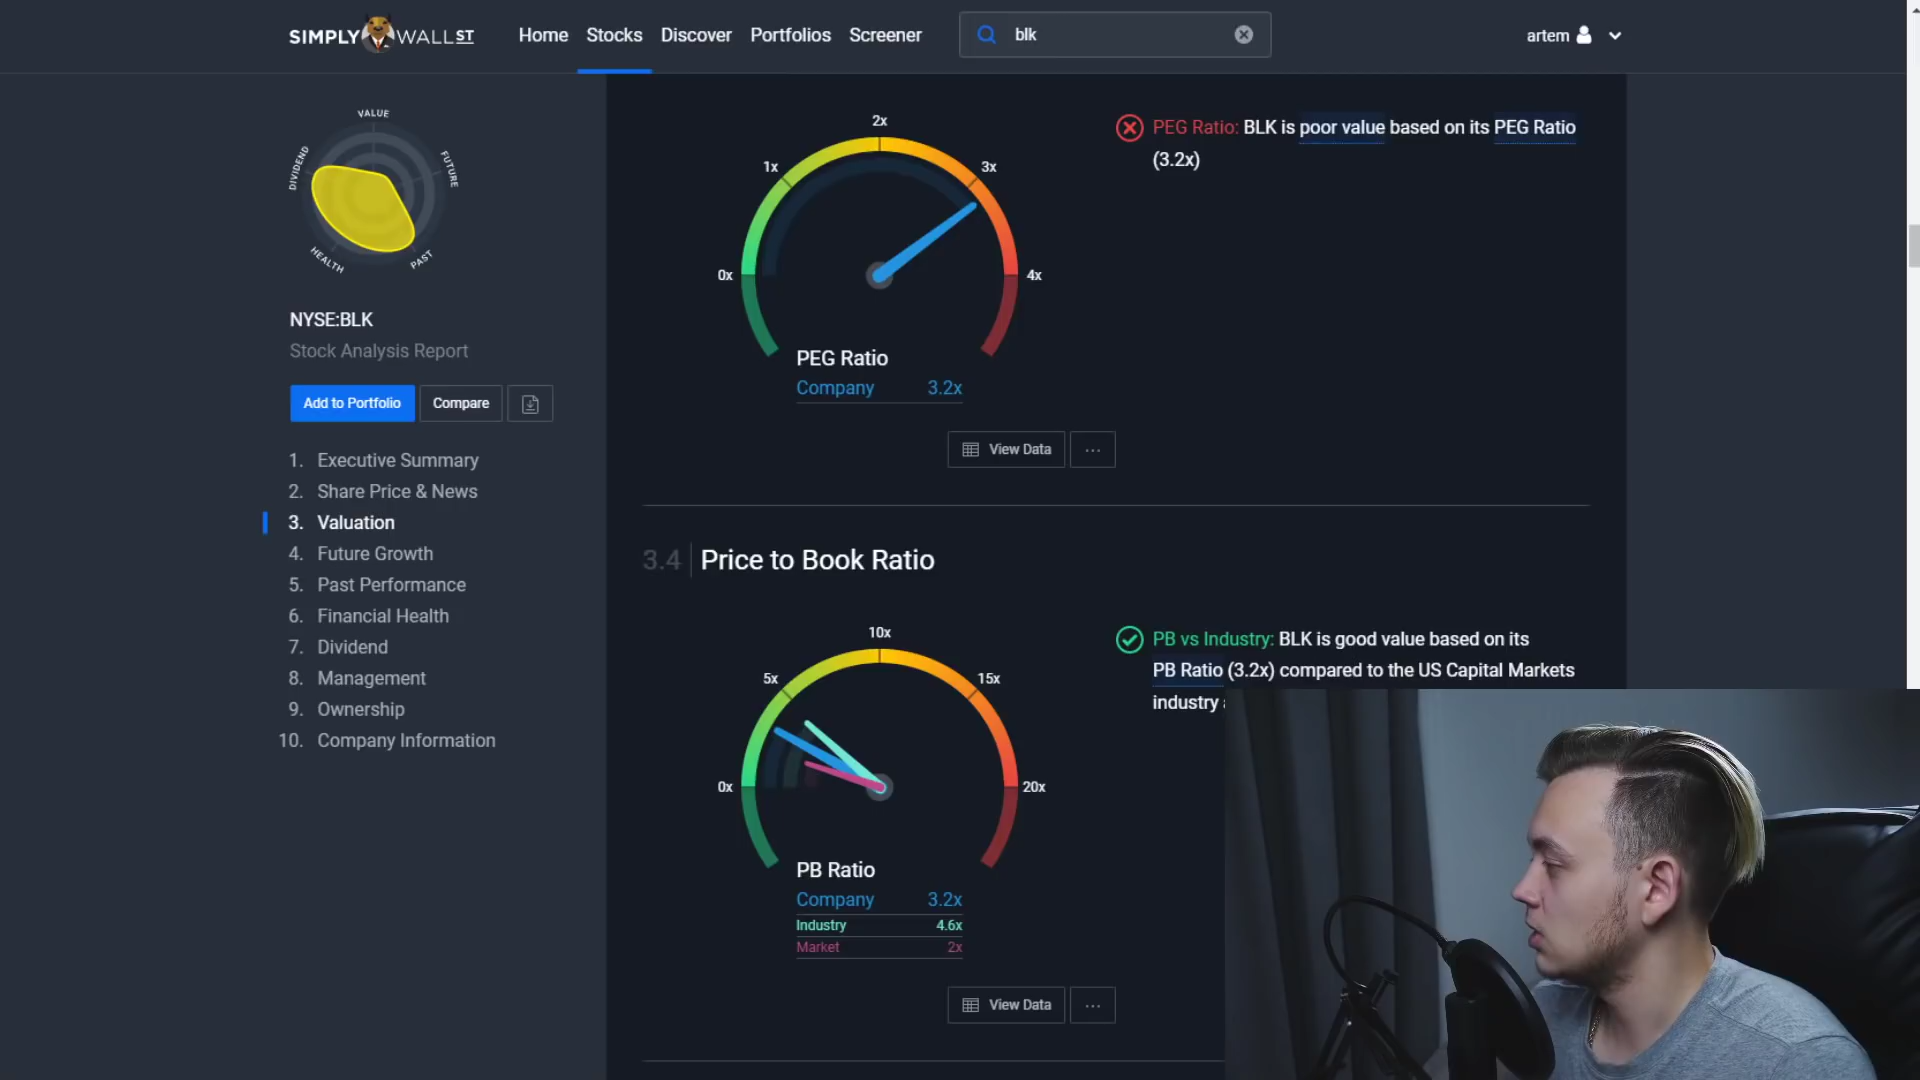 SIMPLY WALL ST
Home
Stocks
Discover
Portfolios
Screener
blk
artem
VALUE
FUTURE
PAST
HEALTH
DIVIDEND
NYSE:BLK
Stock Analysis Report
Add to Portfolio
Compare
1. Executive Summary
2. Share Price & News
3. Valuation
4. Future Growth
5. Past Performance
6. Financial Health
7. Dividend
8. Management
9. Ownership
10. Company Information
0x
1x
2x
3x
4x
PEG Ratio
Company 3.2x
PEG Ratio: BLK is poor value based on its PEG Ratio
(3.2x)
View Data
...
3.4 Price to Book Ratio
0x
5x
10x
15x
20x
PB Ratio
Company 3.2x
Industry 4.6x
Market 2x
PB vs Industry: BLK is good value based on its
PB Ratio (3.2x) compared to the US Capital Markets
industry
View Data
...